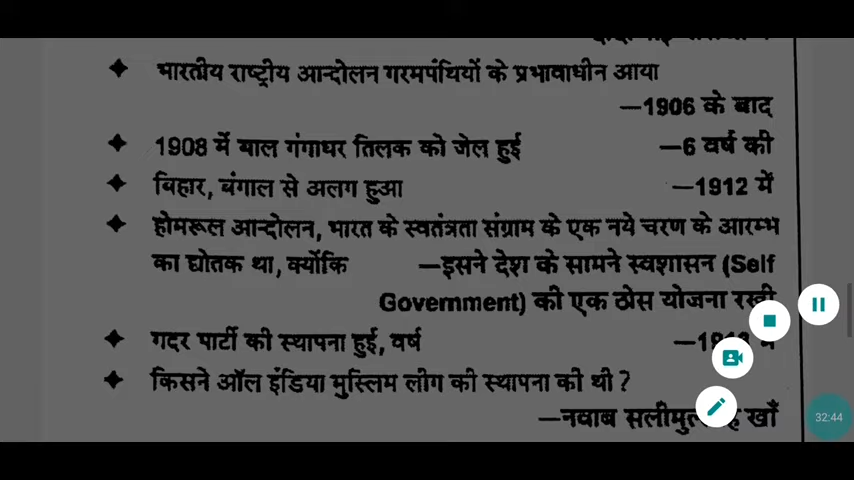 भारतीय राष्ट्रीय आन्दोलन गरमपंथियों के प्रभावाधीन आया
—1906 के बाद
1908 में बाल गंगाधर तिलक को जेल हुई —6 वर्ष की
बिहार, बंगाल से अलग हुआ —1912 में
होमरूल आन्दोलन, भारत के स्वतंत्रता संग्राम के एक नये चरण के आरम्भ
का द्योतक था, क्योंकि —इसने देश के सामने स्वशासन (Self
Government) की एक ठोस योजना रखी
गदर पार्टी की स्थापना हुई, वर्ष
किसने ऑल इंडिया मुस्लिम लीग की स्थापना की थी ?
—नवाब खाँ
32:44